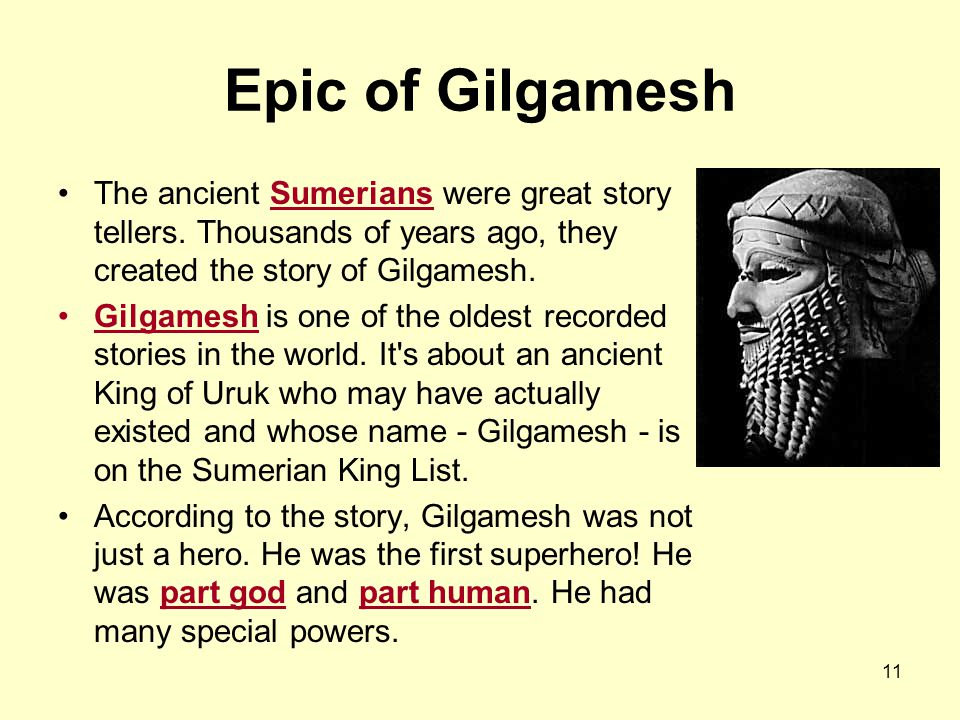 Epic of Gilgamesh
• The ancient Sumerians were great story
tellers. Thousands of years ago, they
created the story of Gilgamesh.
• Gilgamesh is one of the oldest recorded
stories in the world. It's about an ancient
King of Uruk who may have actually
existed and whose name - Gilgamesh - is
on the Sumerian King List.
• According to the story, Gilgamesh was not
just a hero. He was the first superhero! He
was part god and part human. He had
many special powers.
11